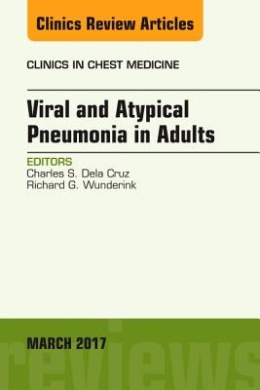 Clinics Review Articles
CLINICS IN CHEST MEDICINE
Viral and Atypical
Pneumonia in Adults
EDITORS
Charles S. Dela Cruz
Richard G. Wunderink
MARCH 2017
reviews